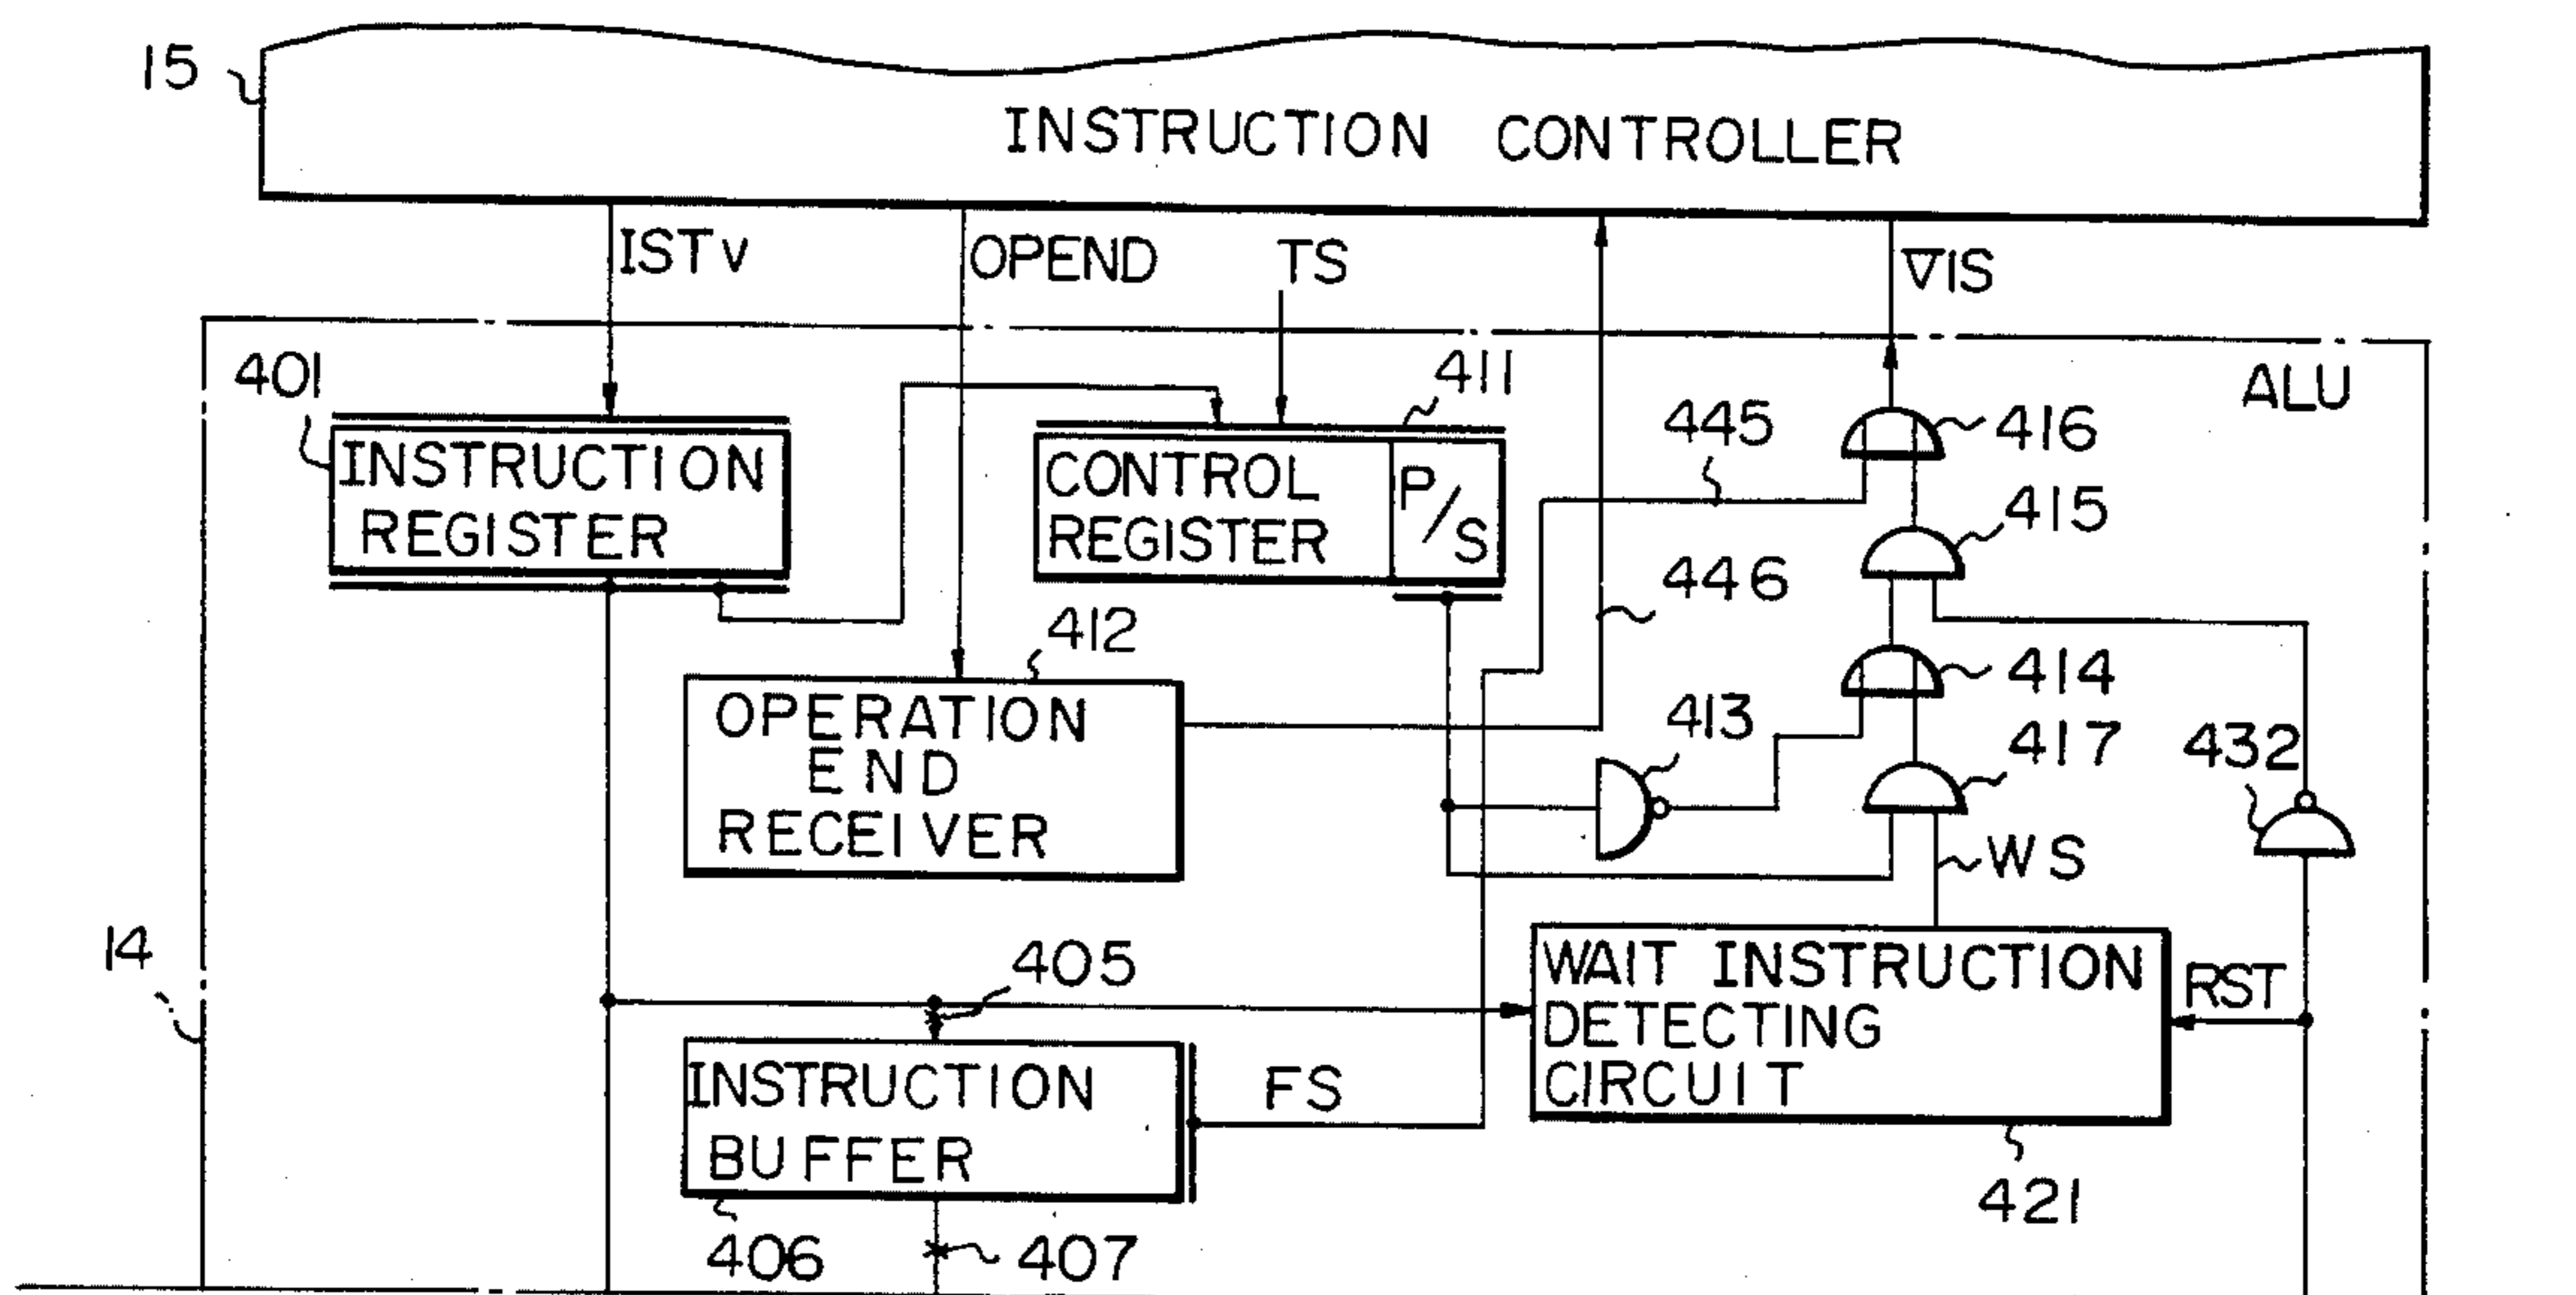 15
INSTRUCTION CONTROLLER
ISTv
OPEND
TS
∇IS
401
411
ALU
445
416
INSTRUCTION
REGISTER
CONTROL
REGISTER
P/S
415
446
412
414
413
417
432
OPERATION
END
RECEIVER
WS
14
405
WAIT INSTRUCTION
DETECTING
CIRCUIT
RST
INSTRUCTION
BUFFER
FS
421
406
407